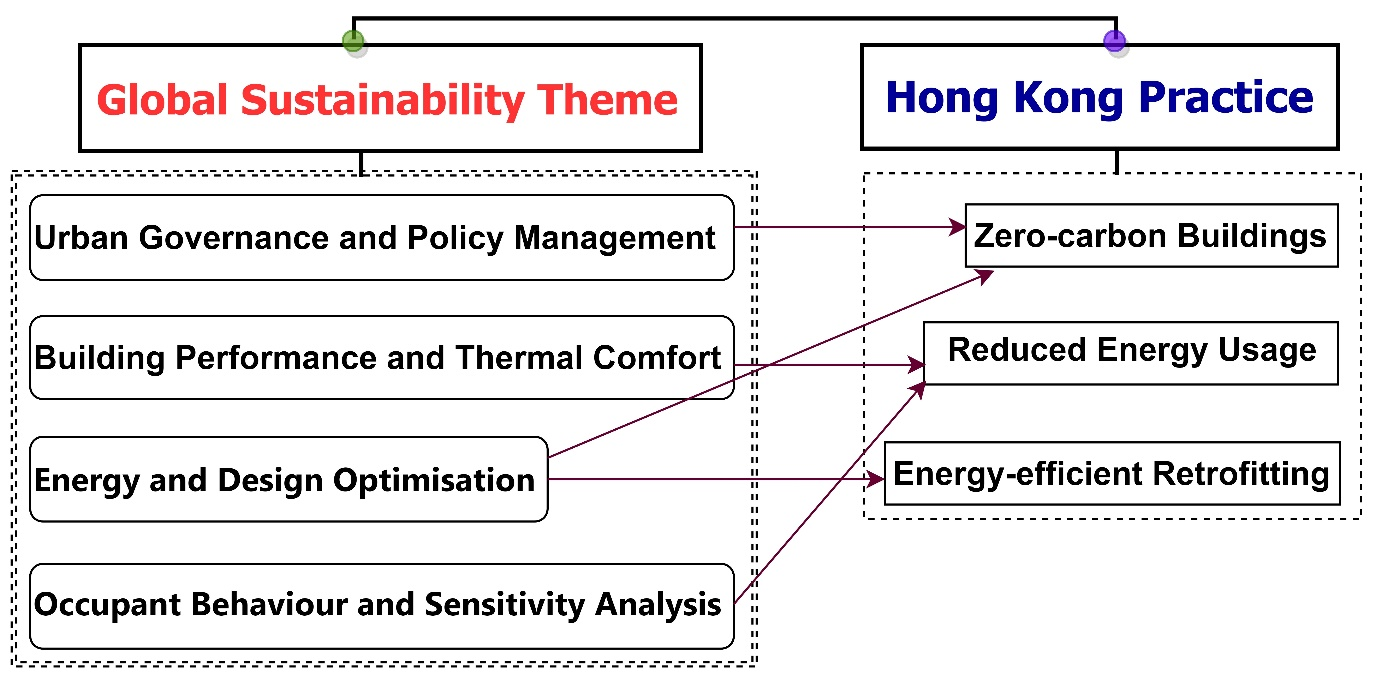 Global Sustainability Theme
Hong Kong Practice
Urban Governance and Policy Management
Building Performance and Thermal Comfort
Energy and Design Optimisation
Occupant Behaviour and Sensitivity Analysis
Zero-carbon Buildings
Reduced Energy Usage
Energy-efficient Retrofitting